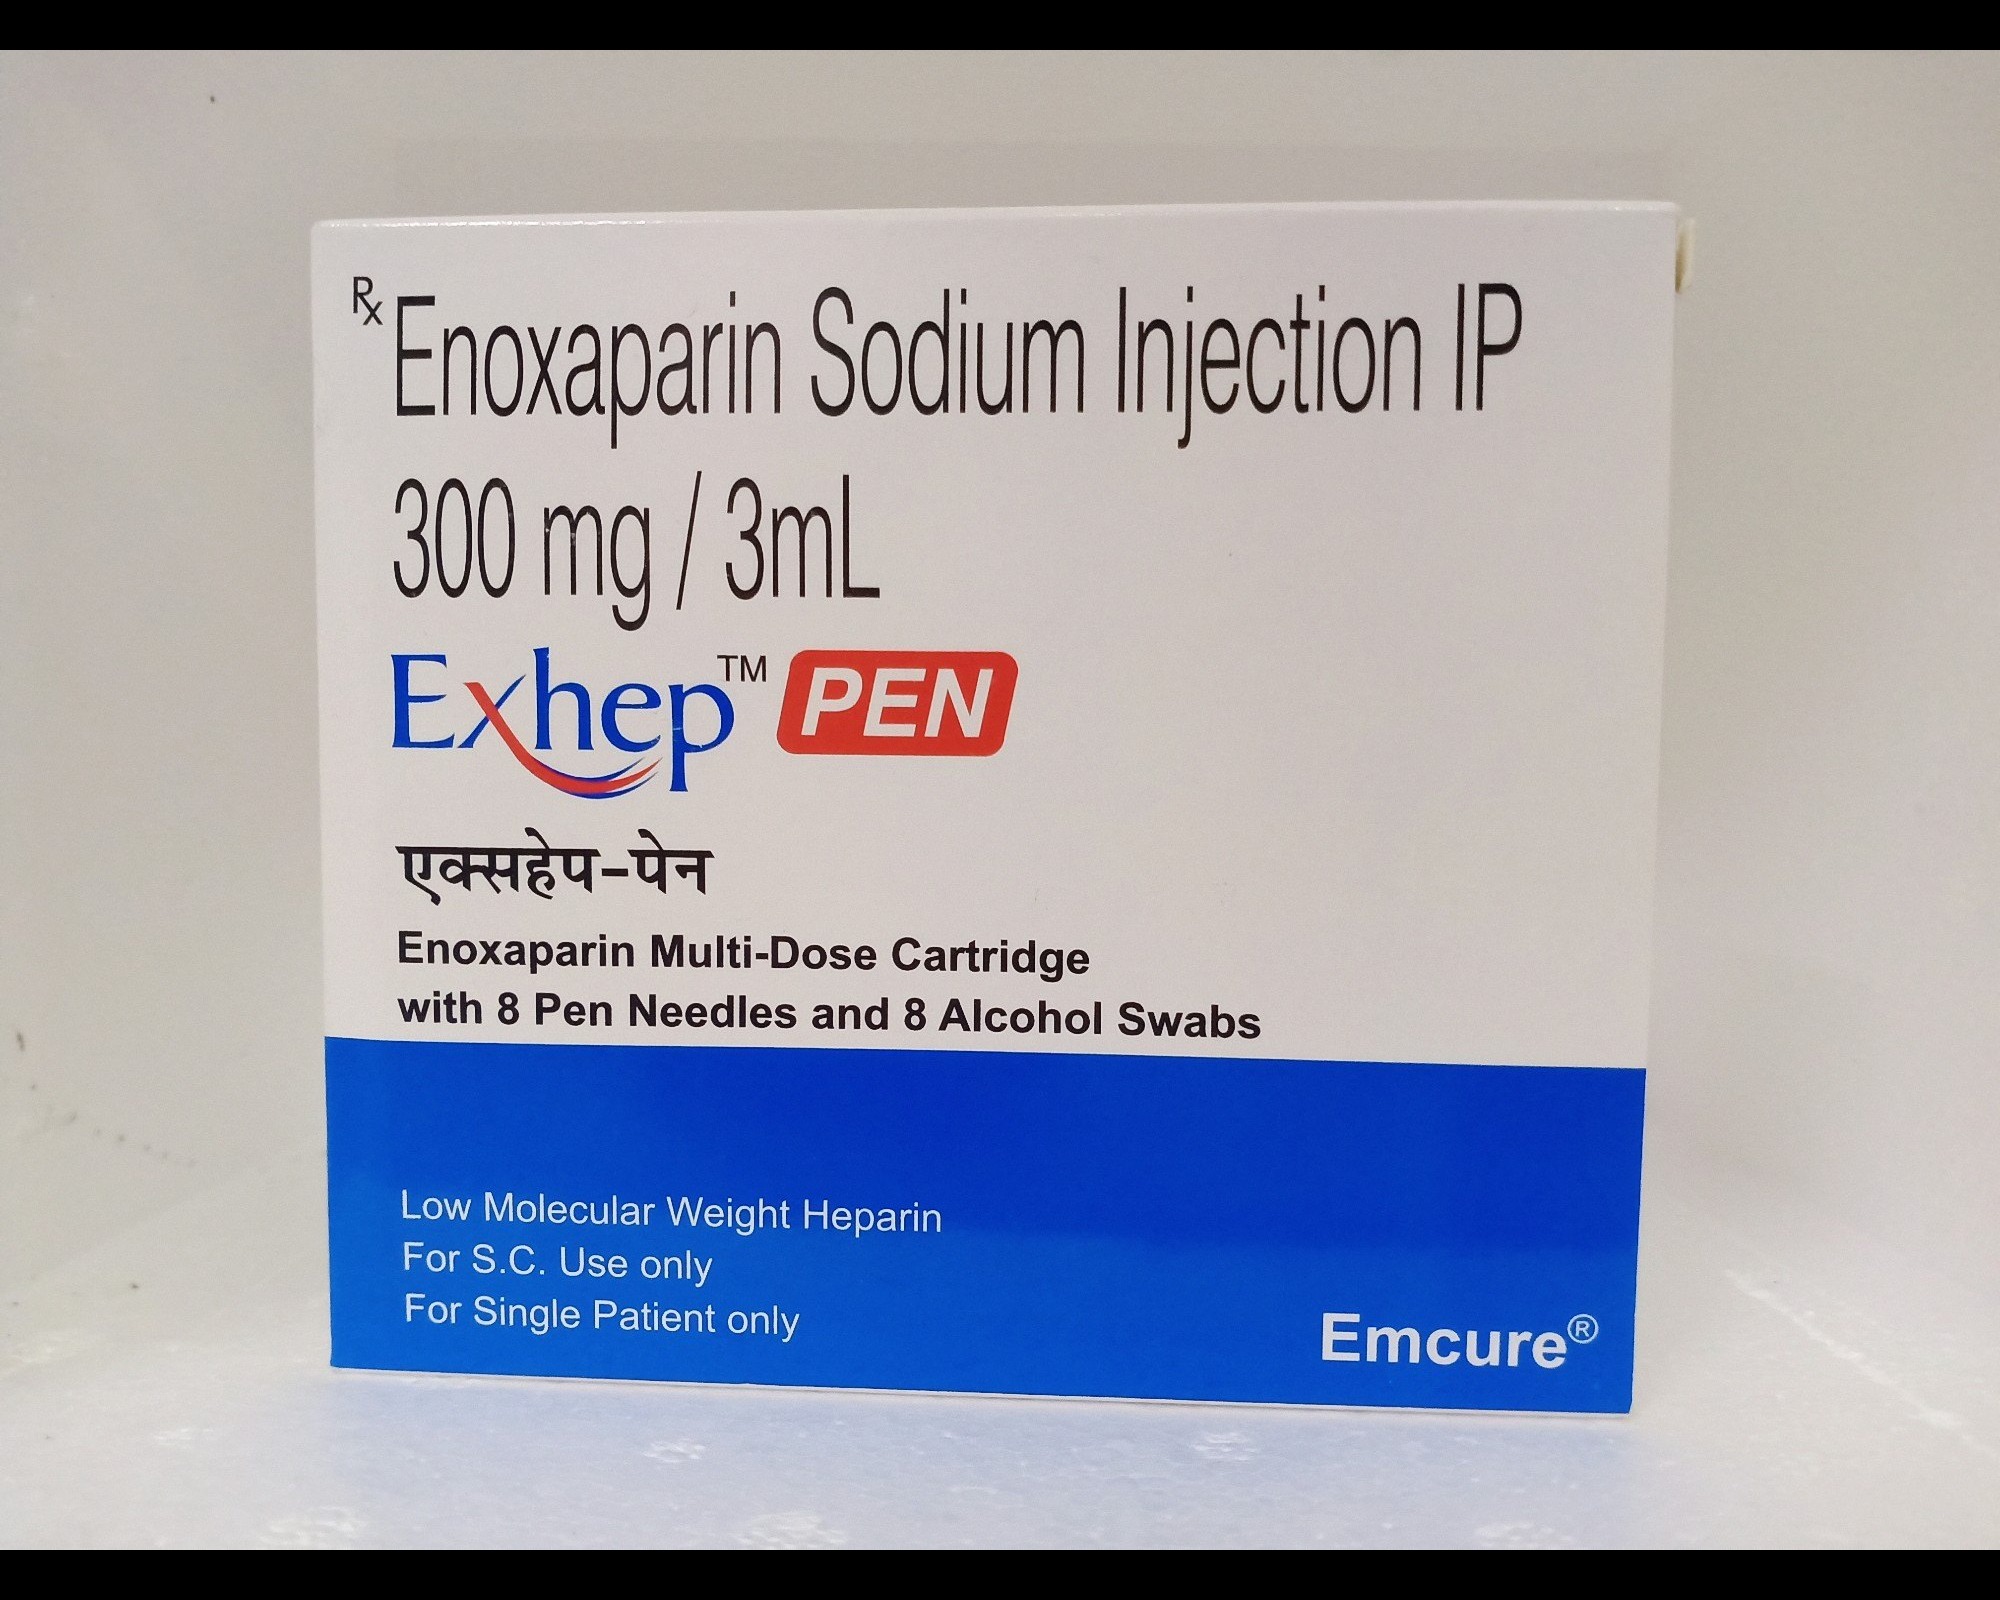 Rx Enoxaparin Sodium Injection IP
300 mg / 3mL
Exhep™ PEN
एक्सहेप-पेन
Enoxaparin Multi-Dose Cartridge
with 8 Pen Needles and 8 Alcohol Swabs
Low Molecular Weight Heparin
For S.C. Use only
For Single Patient only
Emcure®